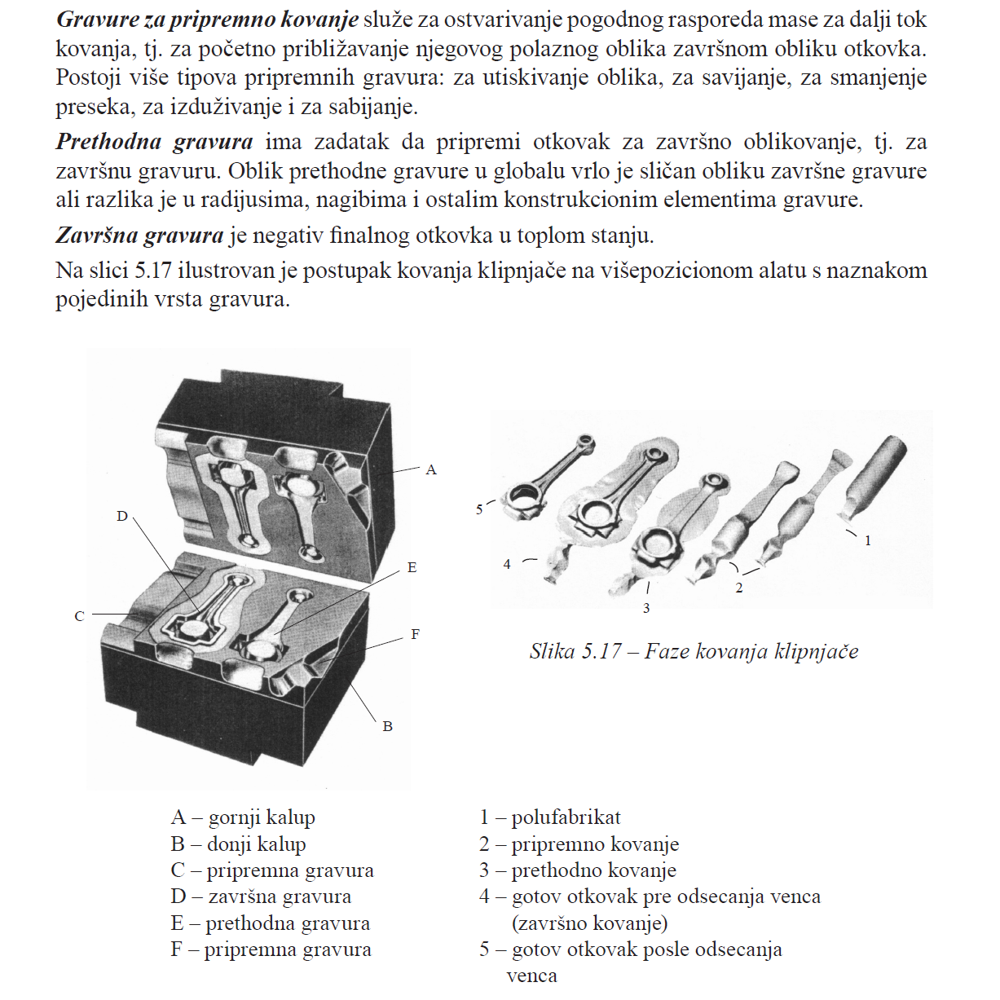 Gravure za pripremno kovanje služe za ostvarivanje pogodnog rasporeda mase za dalji tok
kovanja, tj. za početno približavanje njegovog polaznog oblika završnom obliku otkovka.
Postoji više tipova pripremnih gravura: za utiskivanje oblika, za savijanje, za smanjenje
preseka, za izduživanje i za sabijanje.
Prethodna gravura ima zadatak da pripremi otkovak za završno oblikovanje, tj. za
završnu gravuru. Oblik prethodne gravure u globalu vrlo je sličan obliku završne gravure
ali razlika je u radijusima, nagibima i ostalim konstrukcionim elementima gravure.
Završna gravura je negativ finalnog otkovka u toplom stanju.
Na slici 5.17 ilustrovan je postupak kovanja klipnjače na višepozicionom alatu s naznakom
pojedinih vrsta gravura.
A
D
E
C
F
B
5
4
3
2
1
Slika 5.17 – Faze kovanja klipnjače
A – gornji kalup
B – donji kalup
C – pripremna gravura
D – završna gravura
E – prethodna gravura
F – pripremna gravura
1 – polufabrikat
2 – pripremno kovanje
3 – prethodno kovanje
4 – gotov otkovak pre odsecanja venca
(završno kovanje)
5 – gotov otkovak posle odsecanja
venca